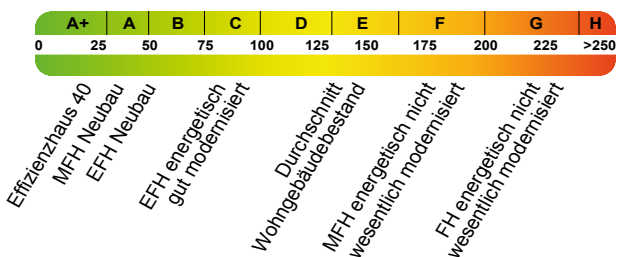 A+ A B C D E F G H
0 25 50 75 100 125 150 175 200 225 >250
Effizienzhaus 40
MFH Neubau
EFH Neubau
EFH energetisch
gut modernisiert
Durchschnitt
Wohngebäudebestand
MFH energetisch nicht
wesentlich modernisiert
FH energetisch nicht
wesentlich modernisiert